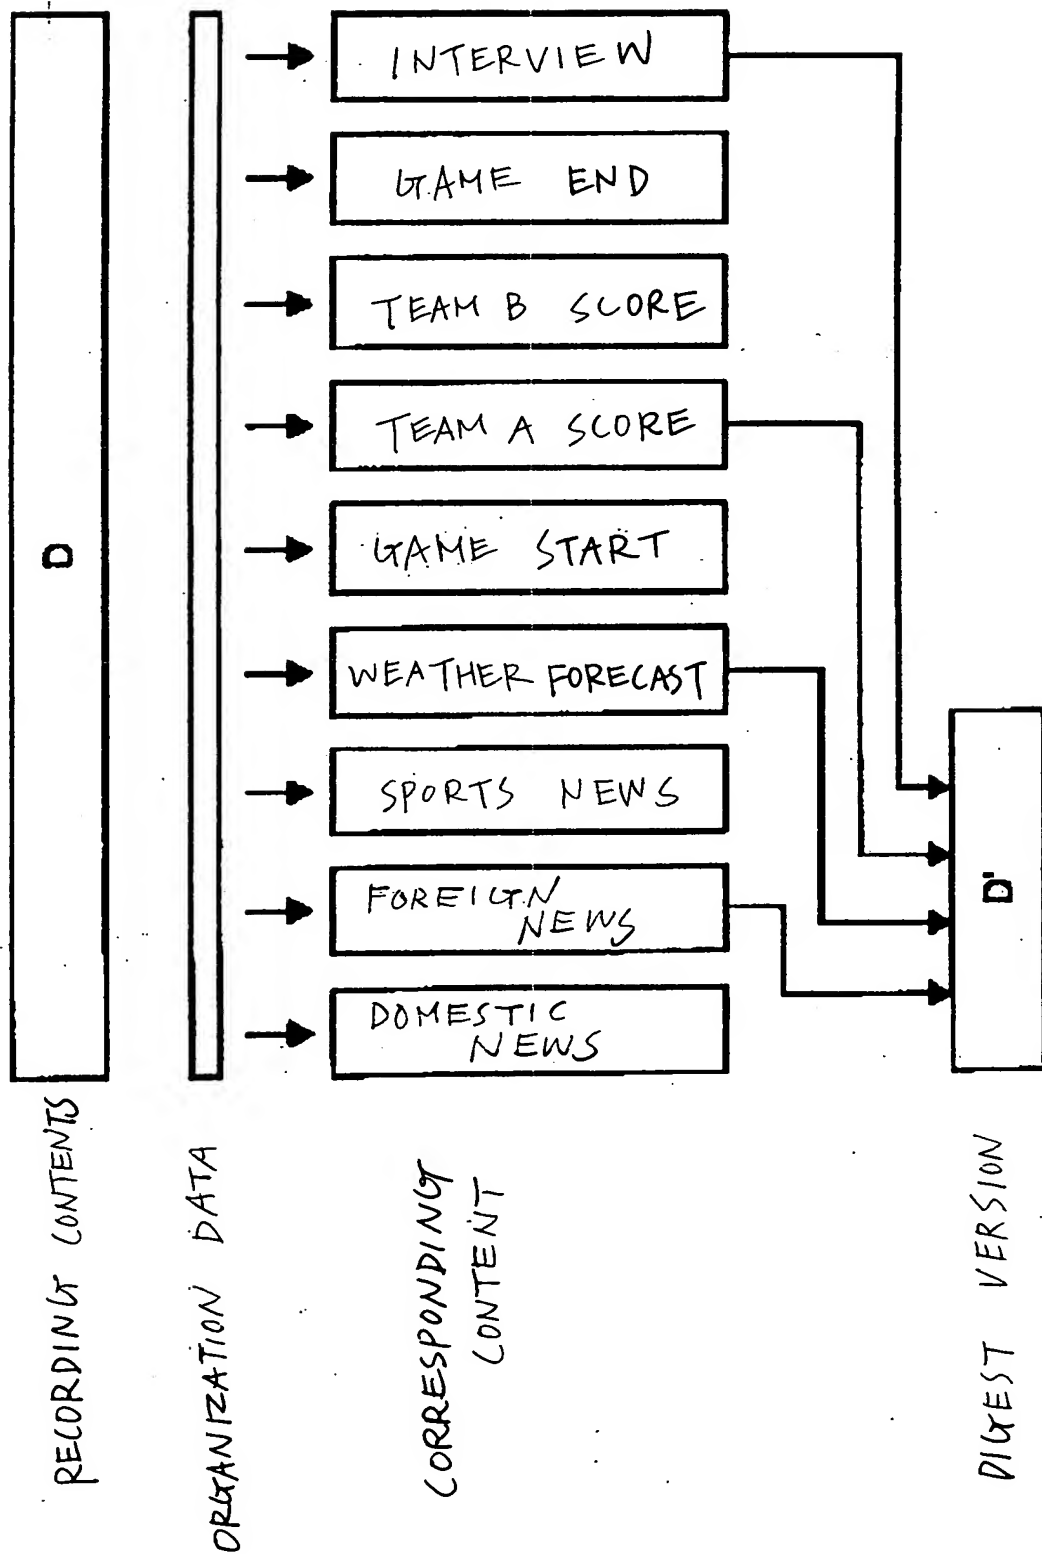 RECORDING CONTENTS
D
ORGANIZATION DATA
CORRESPONDING
CONTENT
INTERVIEW
GAME END
TEAM B SCORE
TEAM A SCORE
GAME START
WEATHER FORECAST
SPORTS NEWS
FOREIGN
NEWS
DOMESTIC
NEWS
DIGEST VERSION
D'